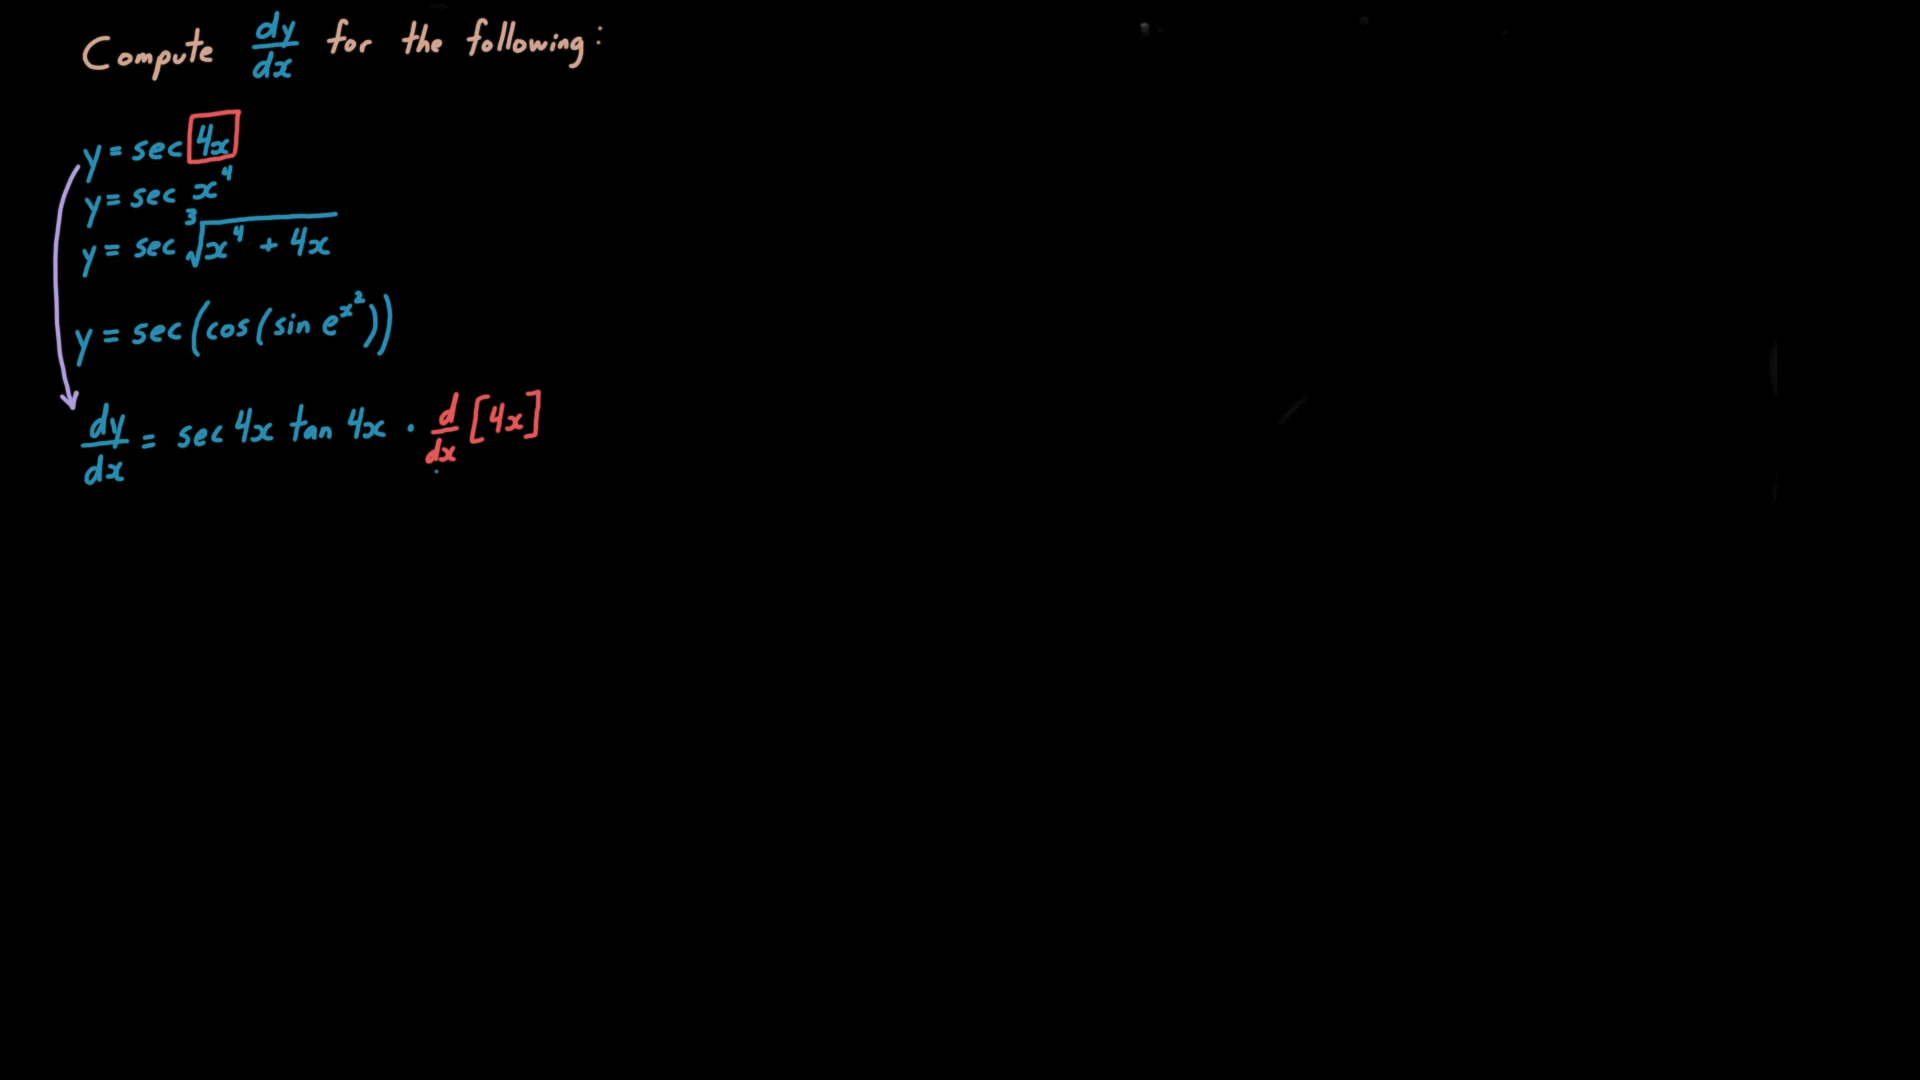 Compute dy/dx for the following:
y = sec 4x
y = sec x⁴
y = sec ∛(x⁴ + 4x)
y = sec(cos(sin e^x²))
dy/dx = sec 4x tan 4x · d/dx [4x]